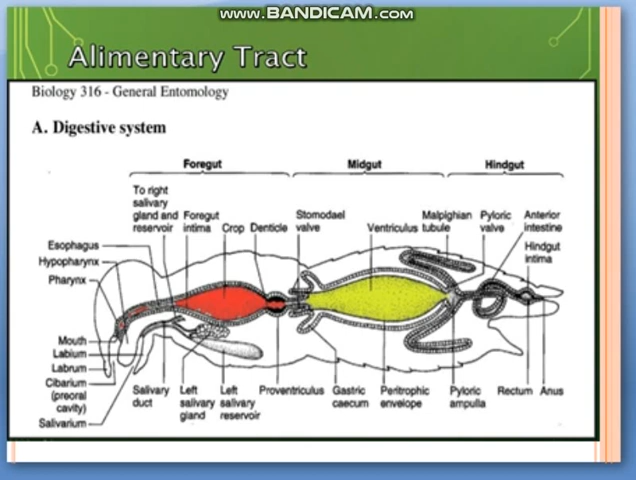 www.BANDICAM.com
Alimentary Tract
Biology 316 - General Entomology
A. Digestive system
Foregut
Midgut
Hindgut
To right
salivary
gland and
reservoir
Foregut
intima
Crop
Denticle
Stomodael
valve
Ventriculus
Malpighian
tubule
Pyloric
valve
Anterior
intestine
Hindgut
intima
Esophagus
Hypopharynx
Pharynx
Mouth
Labium
Labrum
Cibarium
(preoral
cavity)
Salivarium
Salivary
duct
Left
salivary
gland
Left
salivary
reservoir
Proventriculus
Gastric
caecum
Peritrophic
envelope
Pyloric
ampulla
Rectum
Anus